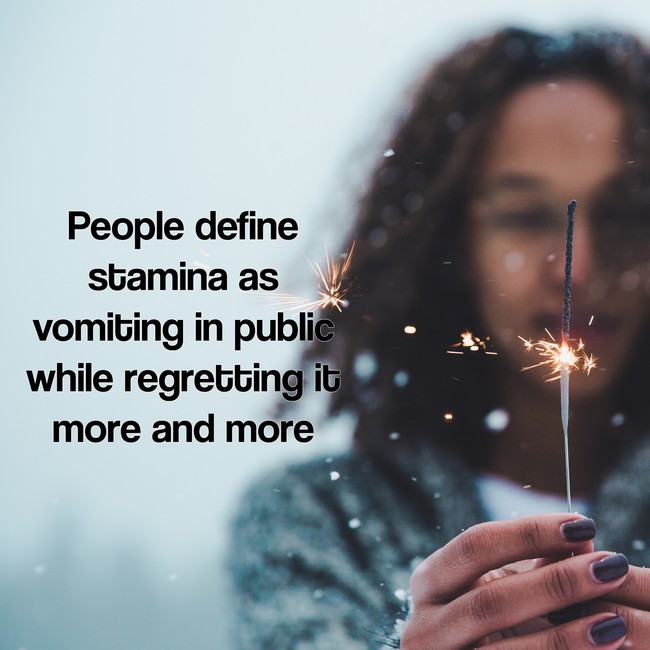 People define
stamina as
vomiting in public
while regretting it
more and more